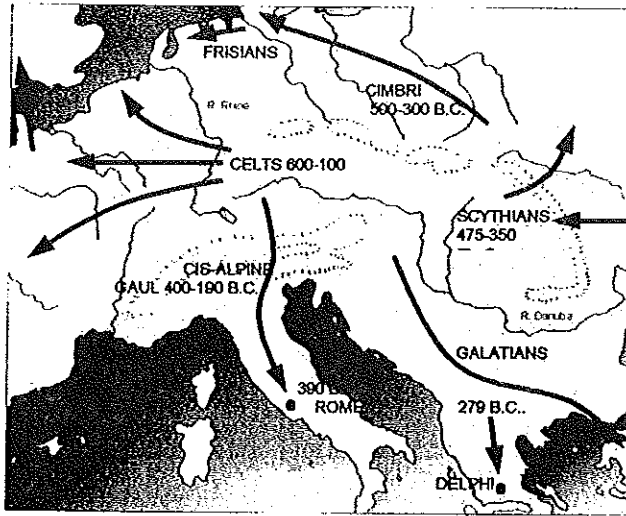 FRISIANS
CIMBRI
500-300 B.C.
R. Rhine
CELTS 600-100
SCYTHIANS
475-350
CIS-ALPINE
GAUL 400-190 B.C.
R. Danube
GALATIANS
390 B
ROME
279 B.C..
DELPHI